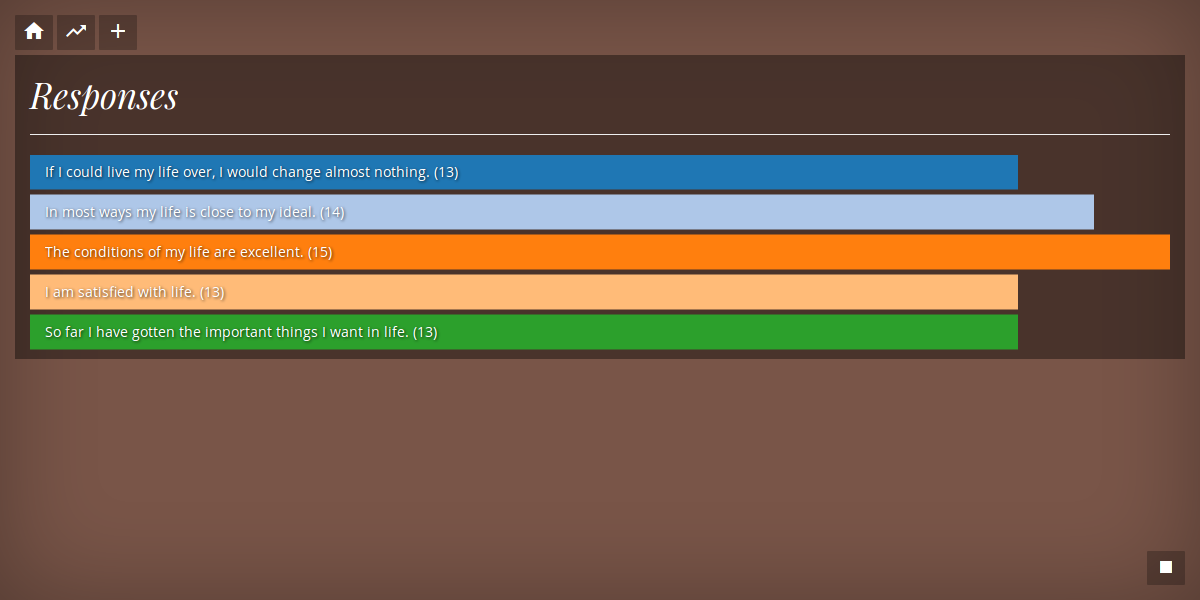 Responses
If I could live my life over, I would change almost nothing. (13)
In most ways my life is close to my ideal. (14)
The conditions of my life are excellent. (15)
I am satisfied with life. (13)
So far I have gotten the important things I want in life. (13)